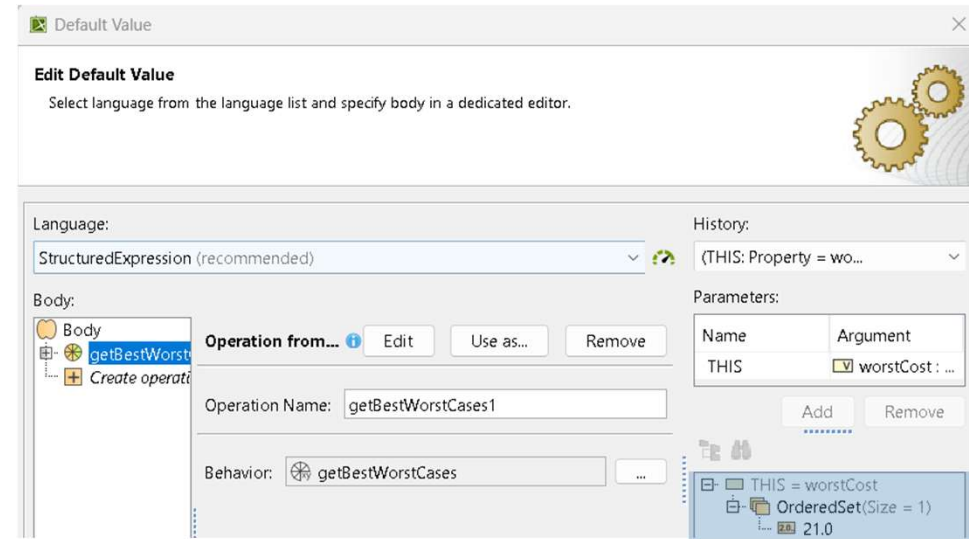 Default Value
Edit Default Value
Select language from the language list and specify body in a dedicated editor.
Language:
StructuredExpression (recommended)
Body:
Body
getBestWorst
Create operati
Operation from... Edit Use as... Remove
Operation Name: getBestWorstCases1
Behavior: getBestWorstCases ...
History:
(THIS: Property = wo...
Parameters:
Name Argument
THIS V worstCost : ...
Add Remove
THIS = worstCost
OrderedSet(Size = 1)
2.0. 21.0